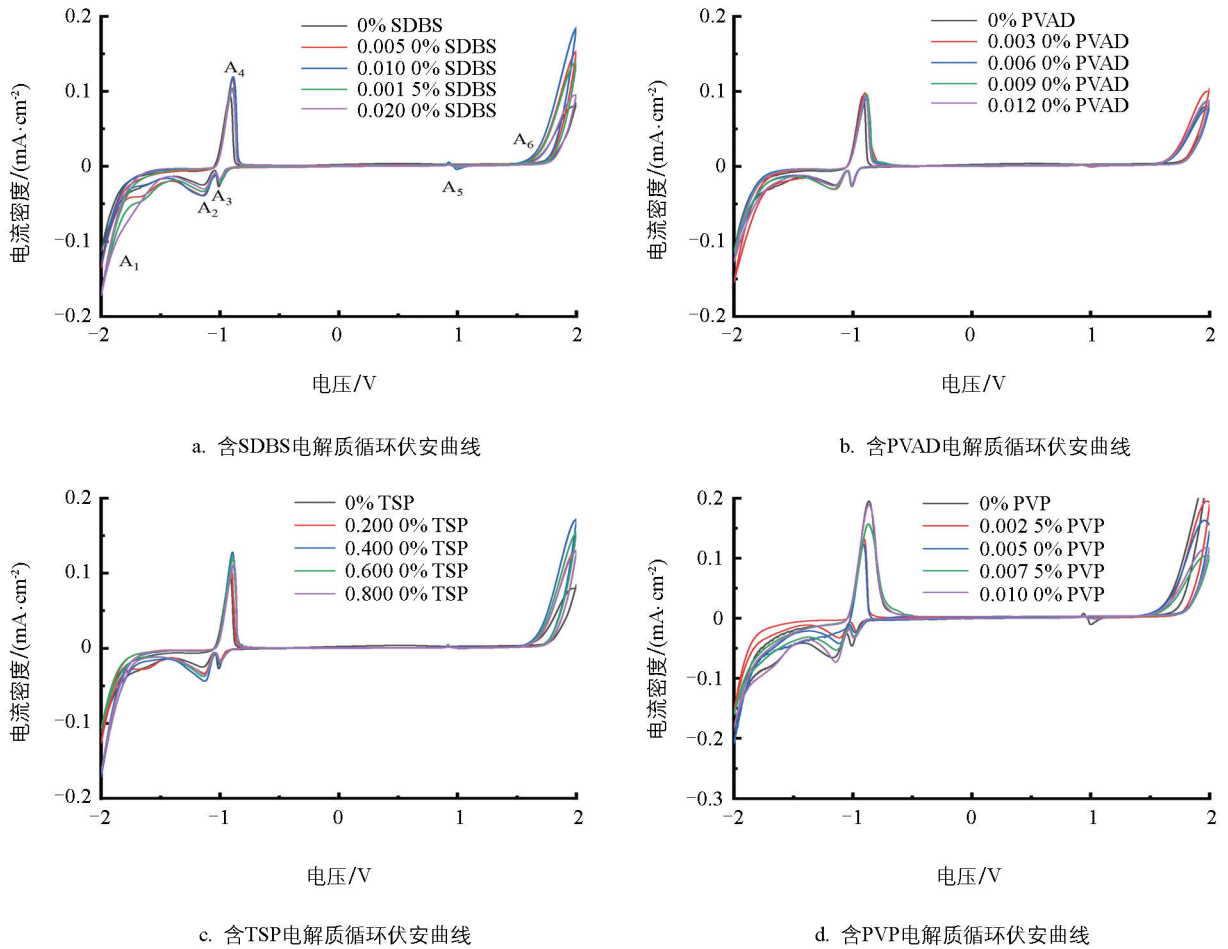 0.2
0.1
0
−0.1
−0.2
电流密度/(mA·cm-2)
0% SDBS
0.005 0% SDBS
0.010 0% SDBS
0.001 5% SDBS
0.020 0% SDBS
A4
A6
A5
A3
A2
A1
−2
−1
0
1
2
电压/V
a. 含SDBS电解质循环伏安曲线
0.2
0.1
0
−0.1
−0.2
电流密度/(mA·cm-2)
0% PVAD
0.003 0% PVAD
0.006 0% PVAD
0.009 0% PVAD
0.012 0% PVAD
−2
−1
0
1
2
电压/V
b. 含PVAD电解质循环伏安曲线
0.2
0.1
0
−0.1
−0.2
电流密度/(mA·cm-2)
0% TSP
0.200 0% TSP
0.400 0% TSP
0.600 0% TSP
0.800 0% TSP
−2
−1
0
1
2
电压/V
c. 含TSP电解质循环伏安曲线
0.2
0.1
0
−0.1
−0.2
−0.3
电流密度/(mA·cm-2)
0% PVP
0.002 5% PVP
0.005 0% PVP
0.007 5% PVP
0.010 0% PVP
−2
−1
0
1
2
电压/V
d. 含PVP电解质循环伏安曲线